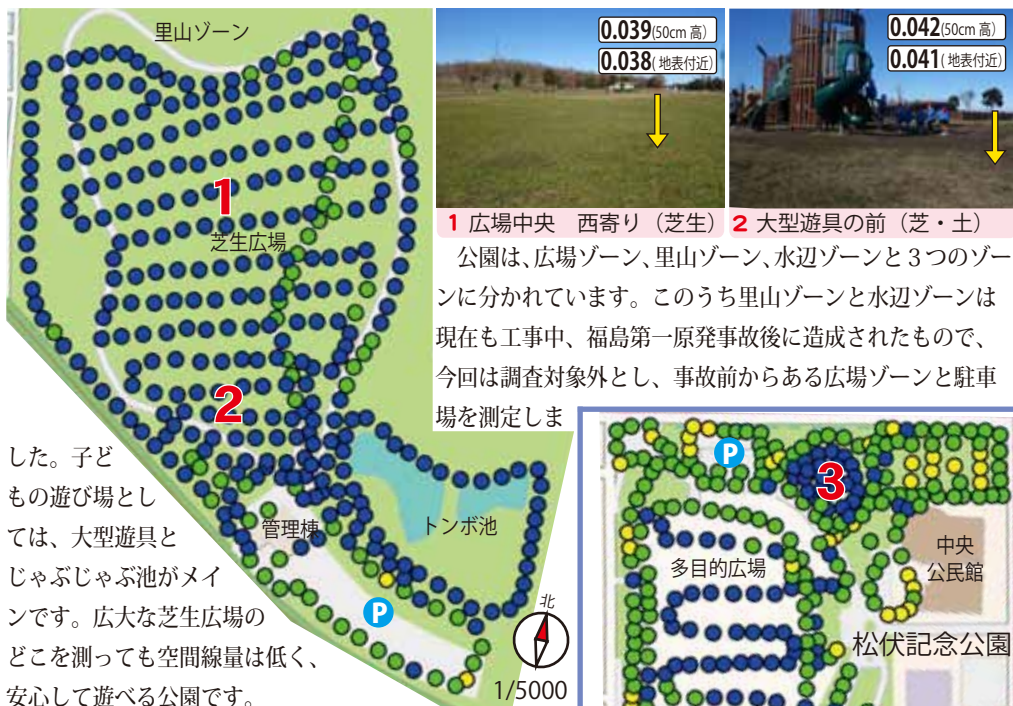 里山ゾーン
1
芝生広場
2
管理棟
トンボ池
P
北
1/5000
0.039(50cm 高)
0.038(地表付近)
1 広場中央　西寄り（芝生）
0.042(50cm 高)
0.041(地表付近)
2 大型遊具の前（芝・土）
公園は、広場ゾーン、里山ゾーン、水辺ゾーンと３つのゾー
ンに分かれています。このうち里山ゾーンと水辺ゾーンは
現在も工事中、福島第一原発事故後に造成されたもので、
今回は調査対象外とし、事故前からある広場ゾーンと駐車
場を測定しま
した。子ど
もの遊び場とし
ては、大型遊具と
じゃぶじゃぶ池がメイ
ンです。広大な芝生広場の
どこを測っても空間線量は低く、
安心して遊べる公園です。
P
3
多目的広場
中央
公民館
松伏記念公園